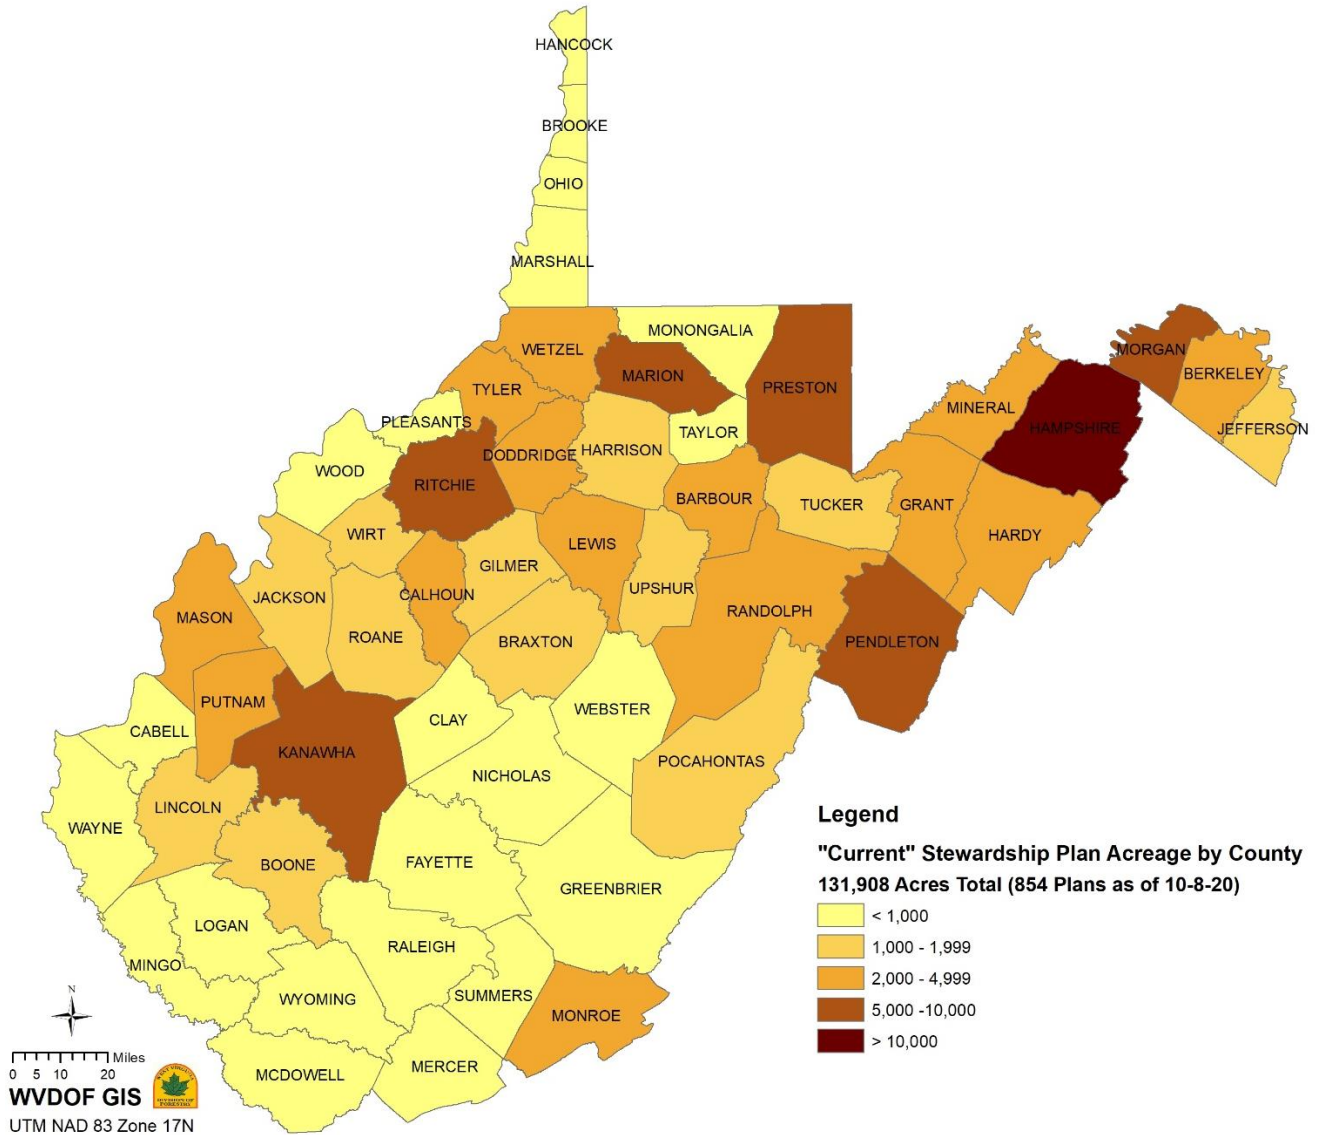 HANCOCK
BROOKE
OHIO
MARSHALL
WETZEL
MONONGALIA
MARION
PRESTON
TYLER
PLEASANTS
TAYLOR
MORGAN
BERKELEY
MINERAL
HAMPSHIRE
JEFFERSON
WOOD
RITCHIE
DODDRIDGE
HARRISON
BARBOUR
TUCKER
GRANT
HARDY
WIRT
LEWIS
GILMER
UPSHUR
CALHOUN
JACKSON
RANDOLPH
MASON
ROANE
BRAXTON
PENDLETON
PUTNAM
CLAY
WEBSTER
CABELL
KANAWHA
POCAHONTAS
NICHOLAS
LINCOLN
WAYNE
BOONE
FAYETTE
GREENBRIER
LOGAN
RALEIGH
MINGO
WYOMING
SUMMERS
MONROE
MCDOWELL
MERCER
Legend
"Current" Stewardship Plan Acreage by County
131,908 Acres Total (854 Plans as of 10-8-20)
< 1,000
1,000 - 1,999
2,000 - 4,999
5,000 -10,000
> 10,000
N
Miles
0 5 10 20
WVDOF GIS
WEST VIRGINIA
DIVISION OF
FORESTRY
UTM NAD 83 Zone 17N